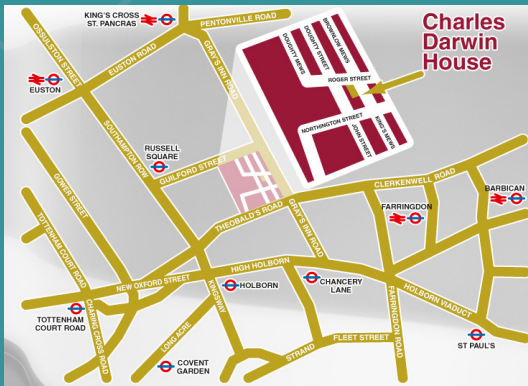 KING'S CROSS
ST. PANCRAS
PENTONVILLE ROAD
Charles
Darwin
House
OSSULSTON STREET
EUSTON ROAD
GRAY'S INN ROAD
DOUGHTY MEWS
DOUGHTY STREET
BROWNLOW MEWS
ROGER STREET
EUSTON
NORTHINGTON STREET
JOHN STREET
KING'S MEWS
SOUTHAMPTON ROW
RUSSELL
SQUARE
GUILFORD STREET
GOWER STREET
CLERKENWELL ROAD
BARBICAN
FARRINGDON
THEOBALD'S ROAD
GRAY'S INN ROAD
TOTTENHAM COURT ROAD
HIGH HOLBORN
NEW OXFORD STREET
HOLBORN
CHANCERY
LANE
HOLBORN VIADUCT
KINGSWAY
FARRINGDON ROAD
TOTTENHAM
COURT ROAD
CHARING CROSS ROAD
LONG ACRE
FLEET STREET
ST PAUL'S
STRAND
COVENT
GARDEN